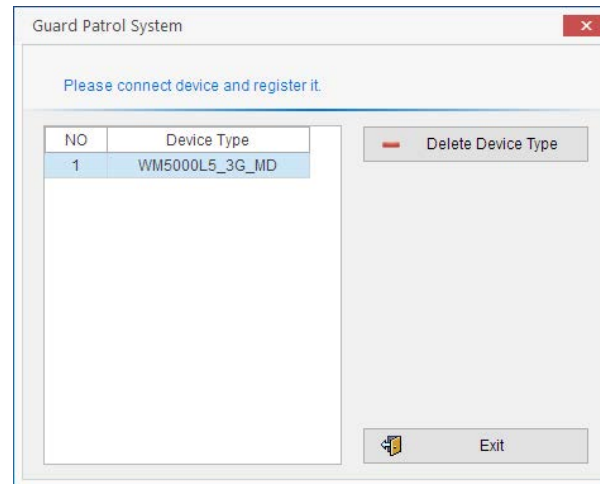 Guard Patrol System
Please connect device and register it.
NO Device Type
1 WM5000L5_3G_MD
Delete Device Type
Exit